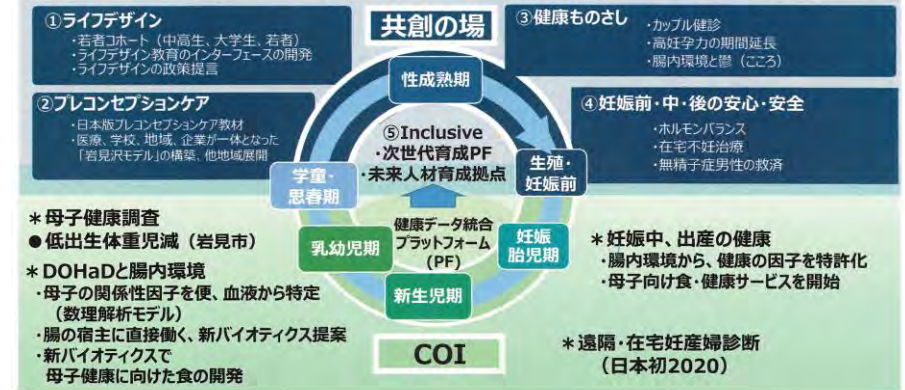 ①ライフデザイン
・若者コホート（中高生、大学生、若者）
・ライフデザイン教育のインターフェースの開発
・ライフデザインの政策提言
共創の場
③健康ものさし
・カップル健診
・高妊孕力の期間延長
・腸内環境と鬱（こころ）
②プレコンセプションケア
・日本版プレコンセプションケア教材
・医療、学校、地域、企業が一体となった
「岩見沢モデル」の構築、他地域展開
④妊娠前・中・後の安心・安全
・ホルモンバランス
・在宅不妊治療
・無精子症男性の救済
性成熟期
⑤Inclusive
・次世代育成PF
・未来人材育成拠点
学童・
思春期
生殖・
妊娠前
乳幼児期
健康データ統合
プラットフォーム
(PF)
妊娠
胎児期
新生児期
＊母子健康調査
●低出生体重児減（岩見市）
＊DOHaDと腸内環境
・母子の関係性因子を便、血液から特定
（数理解析モデル）
・腸の宿主に直接働く、新バイオティクス提案
・新バイオティクスで
母子健康に向けた食の開発
COI
＊妊娠中、出産の健康
・腸内環境から、健康の因子を特許化
・母子向け食・健康サービスを開始
＊遠隔・在宅妊産婦診断
（日本初2020）